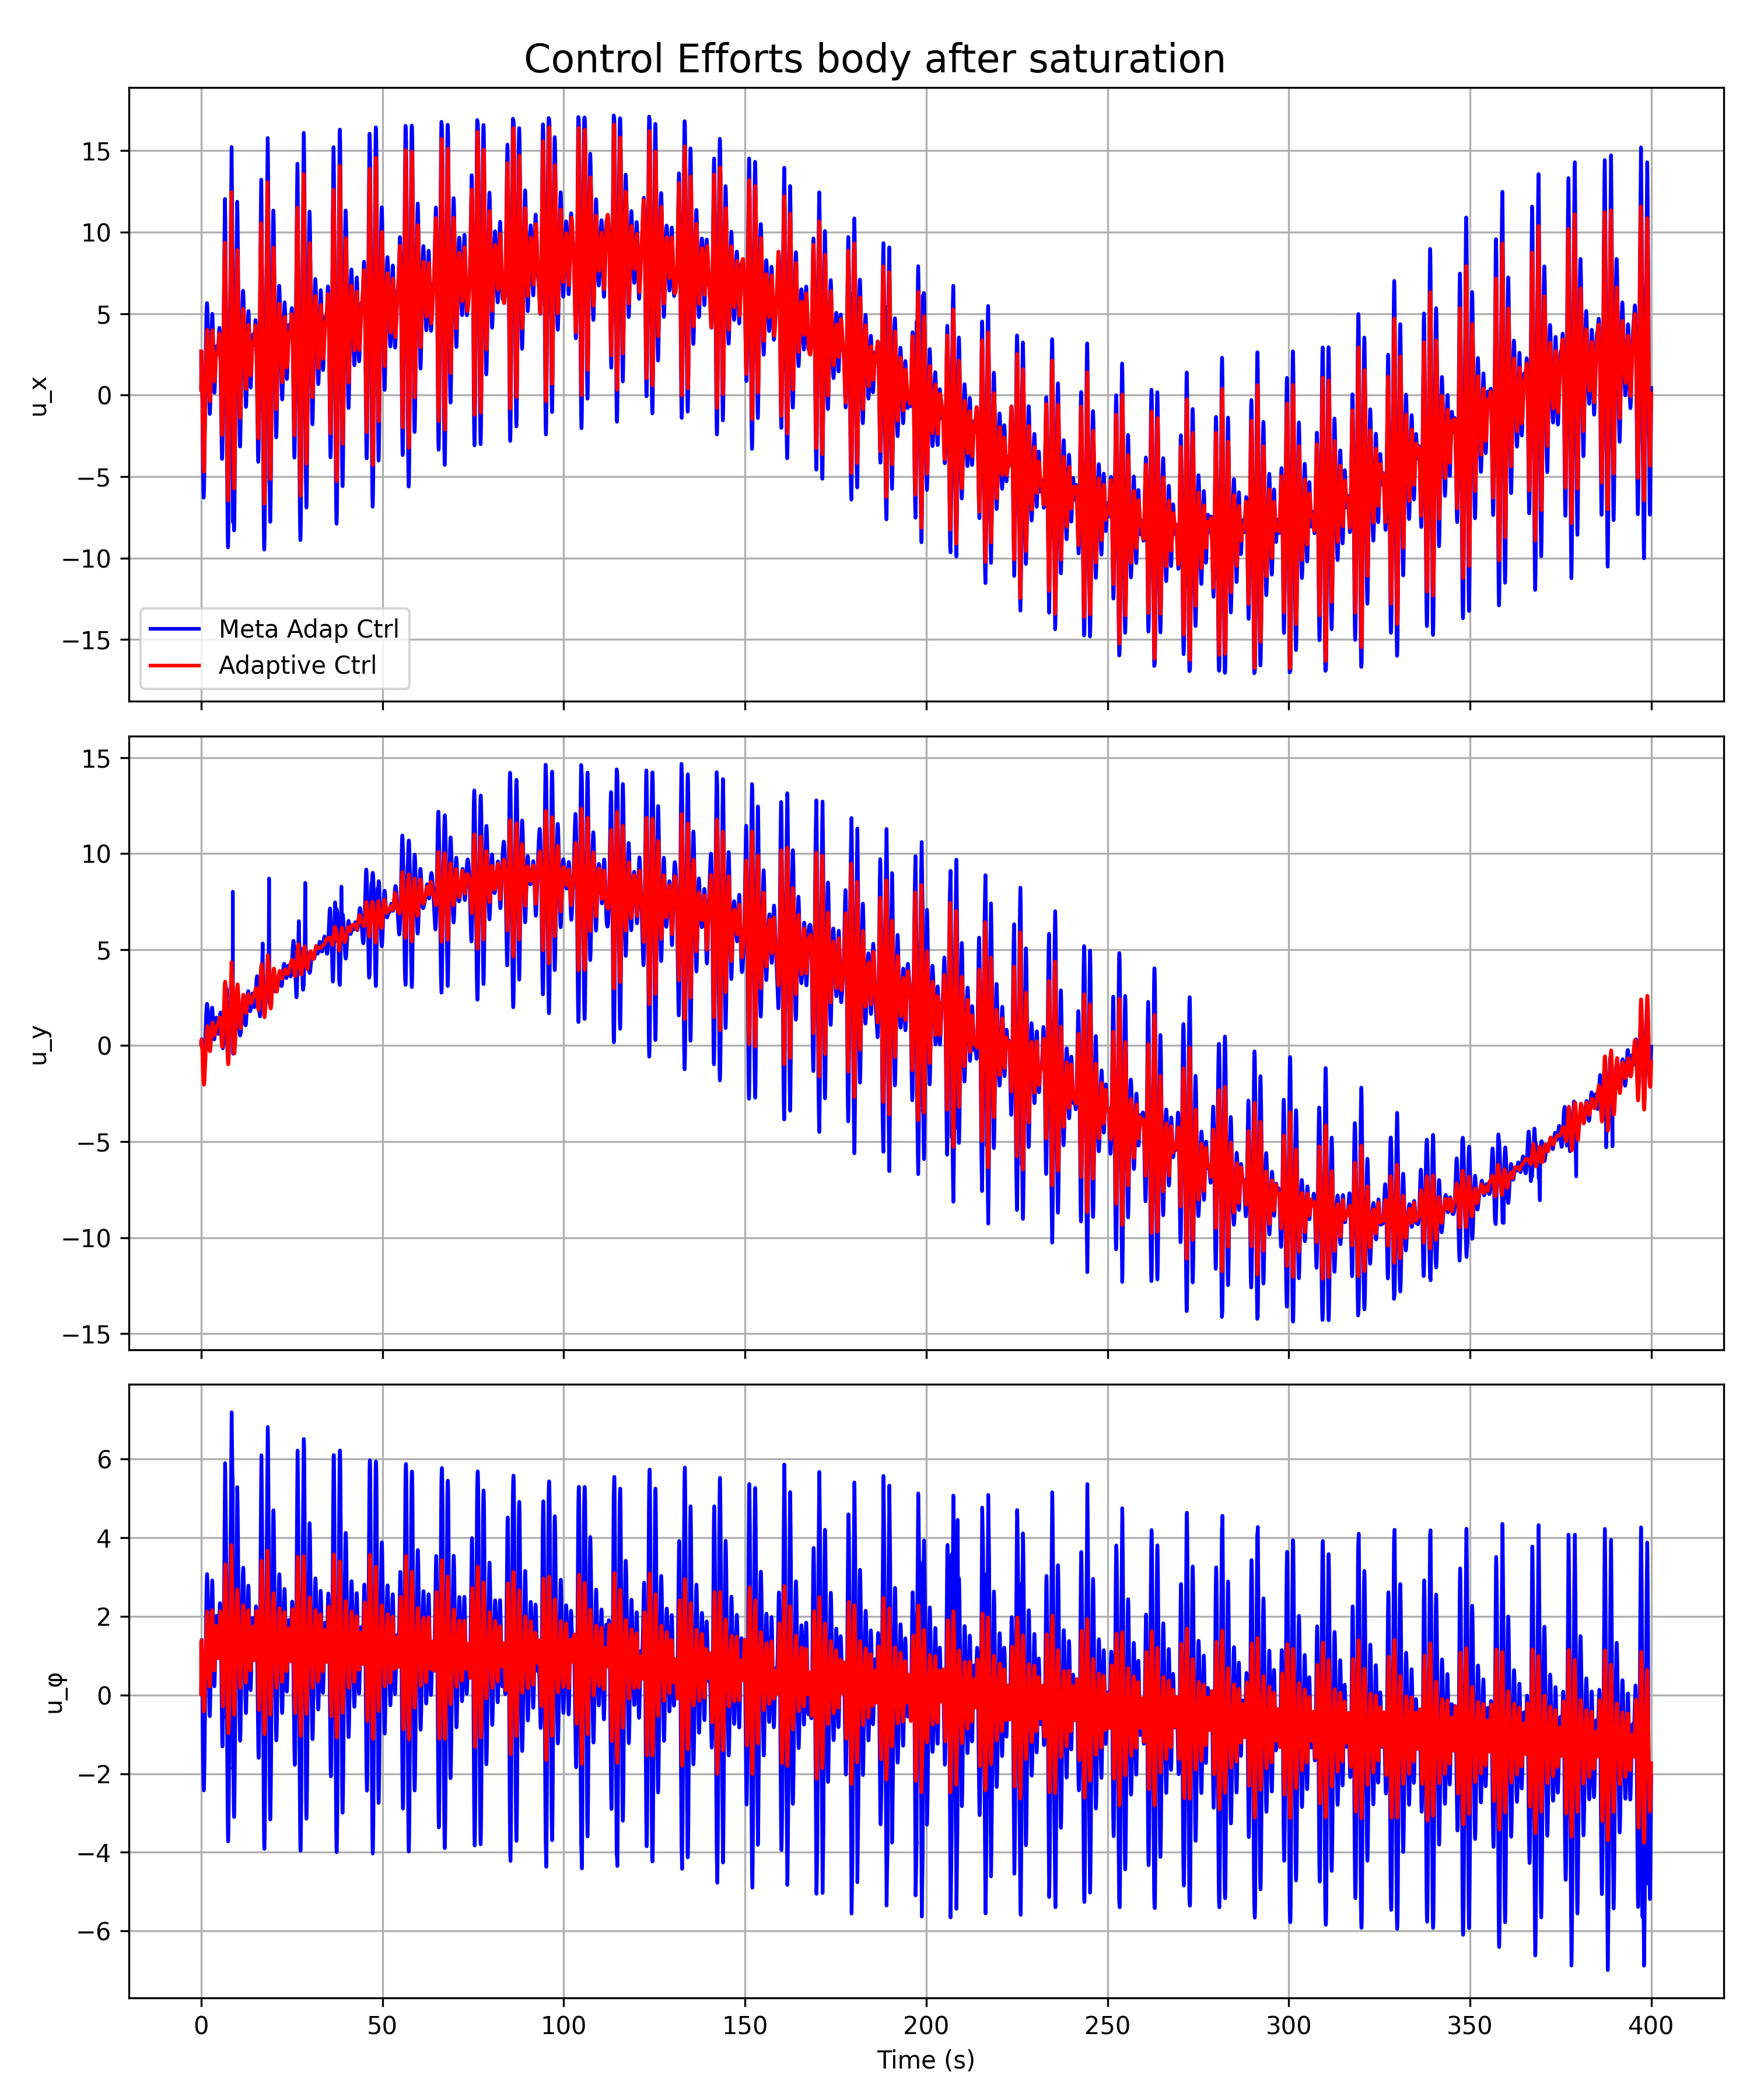 Control Efforts body after saturation
15
10
5
0
−5
−10
−15
u_x
Meta Adap Ctrl
Adaptive Ctrl
15
10
5
0
−5
−10
−15
u_y
6
4
2
0
−2
−4
−6
u_φ
0 50 100 150 200 250 300 350 400
Time (s)